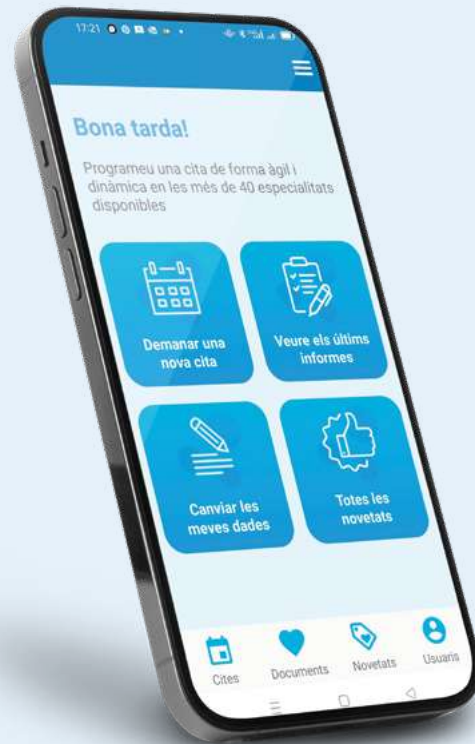 17:21
Bona tarda!
Programeu una cita de forma àgil i
dinàmica en les més de 40 especialitats
disponibles
Demanar una
nova cita
Veure els últims
informes
Canviar les
meves dades
Totes les
novetats
Cites
Documents
Novetats
Usuaris